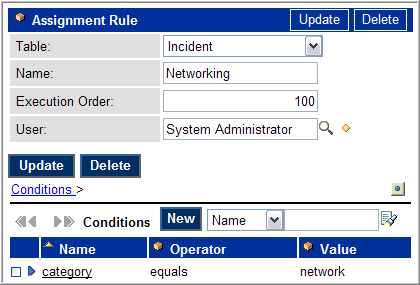 Assignment Rule Update Delete
Table: Incident
Name: Networking
Execution Order: 100
User: System Administrator
Update Delete
Conditions >
Conditions New Name
Name Operator Value
category equals network